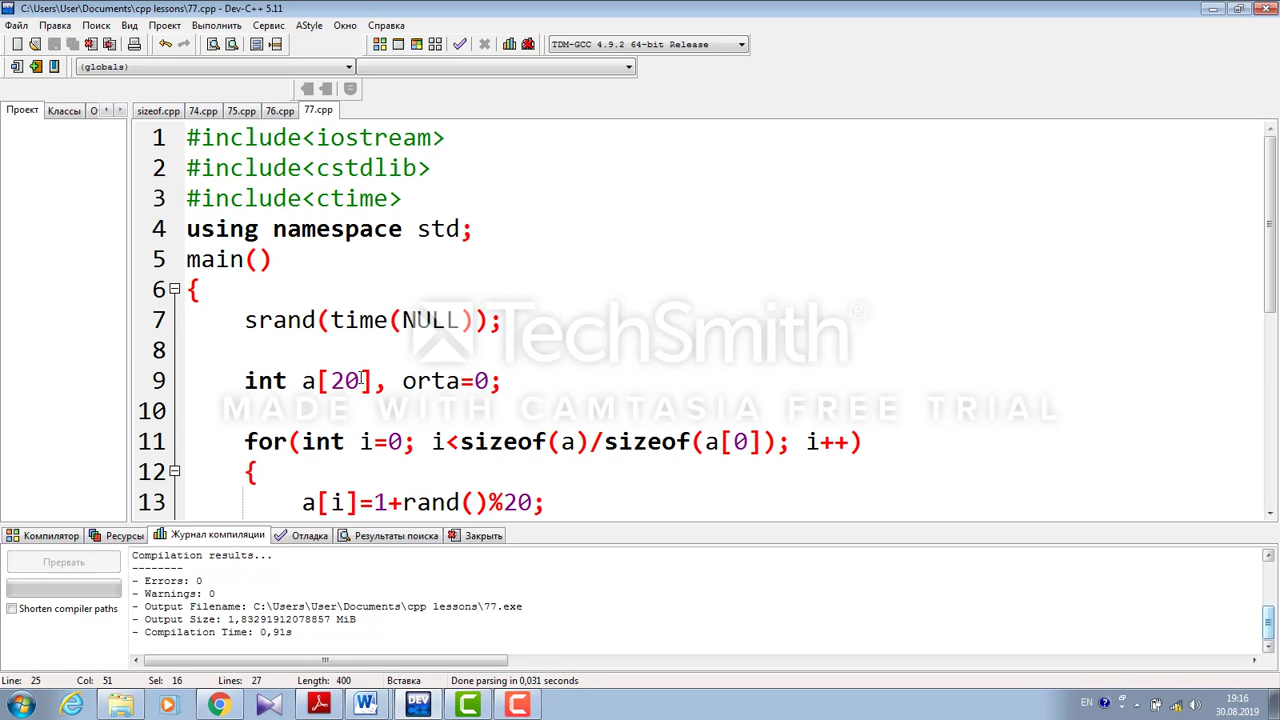 C:\Users\User\Documents\cpp lessons\77.cpp - Dev-C++ 5.11
Файл Правка Поиск Вид Проект Выполнить Сервис AStyle Окно Справка
TDM-GCC 4.9.2 64-bit Release
(globals)
Проект Классы О sizeof.cpp 74.cpp 75.cpp 76.cpp 77.cpp
1 #include<iostream>
2 #include<cstdlib>
3 #include<ctime>
4 using namespace std;
5 main()
6 {
7 srand(time(NULL));
8
9 int a[20], orta=0;
10
11 for(int i=0; i<sizeof(a)/sizeof(a[0]); i++)
12 {
13 a[i]=1+rand()%20;
TechSmith®
MADE WITH CAMTASIA FREE TRIAL
Компилятор Ресурсы Журнал компиляции Отладка Результаты поиска Закрыть
Прервать
Shorten compiler paths
Compilation results...
--------
- Errors: 0
- Warnings: 0
- Output Filename: C:\Users\User\Documents\cpp lessons\77.exe
- Output Size: 1,83291912078857 MiB
- Compilation Time: 0,91s
Line: 25 Col: 51 Sel: 16 Lines: 27 Length: 400 Вставка Done parsing in 0,031 seconds
DEV
EN
19:16
30.08.2019